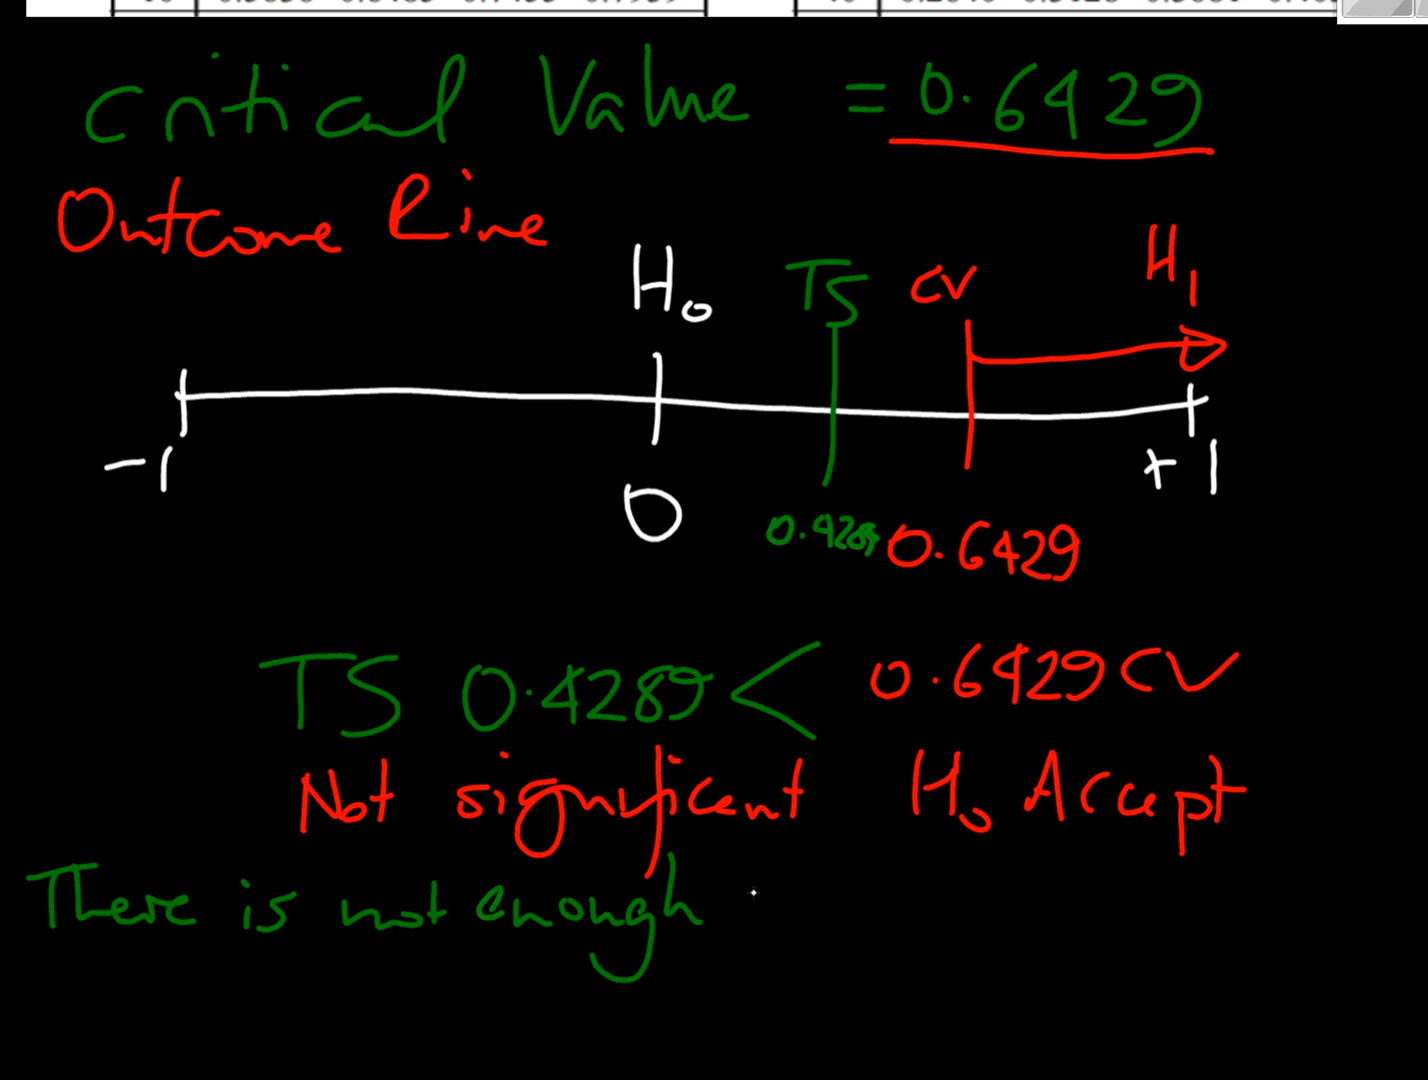 Critical Value = 0.6429
Outcome Line
H0 TS CV H1
-1 0 +1
0.4289 0.6429
TS 0.4289 < 0.6429 CV
Not significant H0 Accept
There is not enough